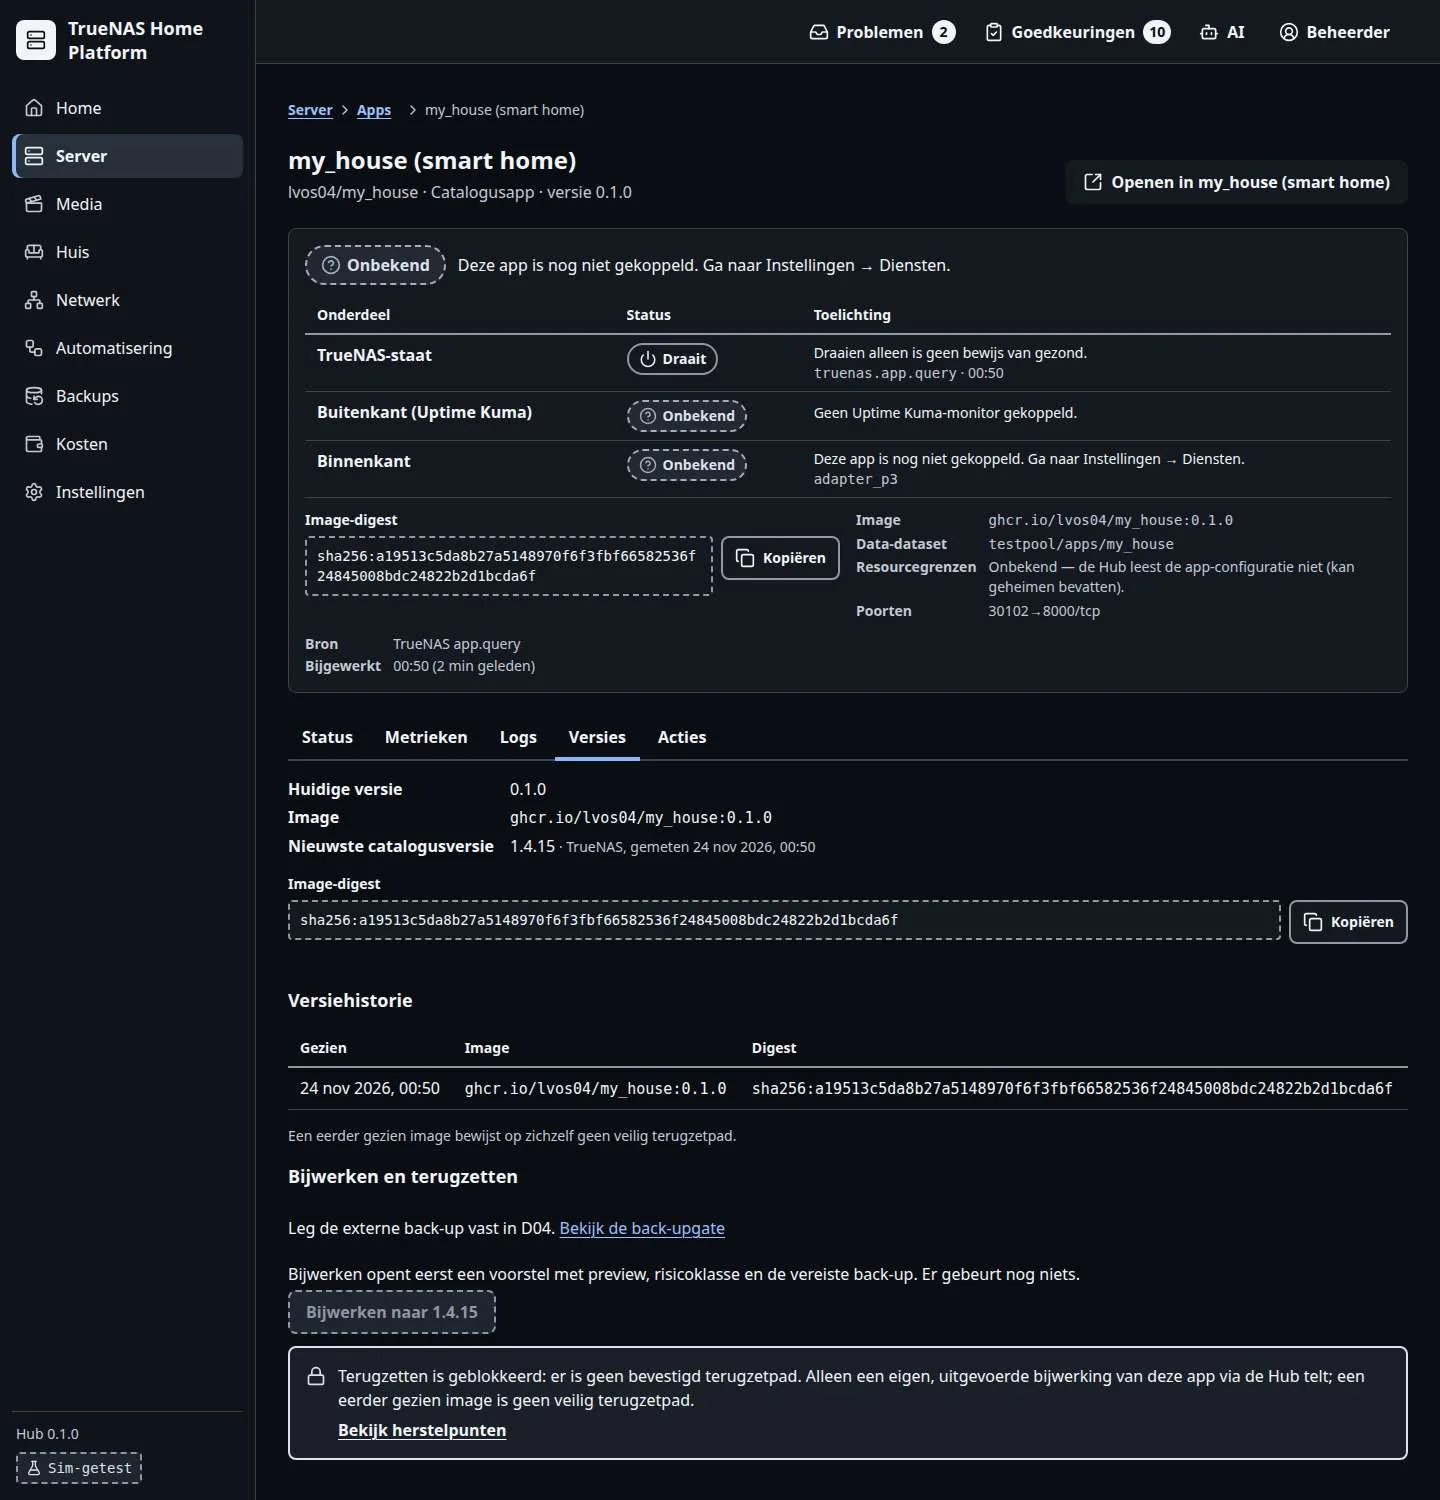 TrueNAS Home
Platform
Problemen 2
Goedkeuringen 10
AI
Beheerder
Home
Server
Media
Huis
Netwerk
Automatisering
Backups
Kosten
Instellingen
Hub 0.1.0
Sim-getest
Server > Apps > my_house (smart home)
my_house (smart home)
lvos04/my_house · Catalogusapp · versie 0.1.0
Openen in my_house (smart home)
Onbekend Deze app is nog niet gekoppeld. Ga naar Instellingen → Diensten.
Onderdeel Status Toelichting
TrueNAS-staat Draait Draaien alleen is geen bewijs van gezond.
truenas.app.query · 00:50
Buitenkant (Uptime Kuma) Onbekend Geen Uptime Kuma-monitor gekoppeld.
Binnenkant Onbekend Deze app is nog niet gekoppeld. Ga naar Instellingen → Diensten.
adapter_p3
Image-digest
sha256:a19513c5da8b27a5148970f6f3fbf66582536f
24845008bdc24822b2d1bcda6f
Kopiëren
Image ghcr.io/lvos04/my_house:0.1.0
Data-dataset testpool/apps/my_house
Resourcegrenzen Onbekend — de Hub leest de app-configuratie niet (kan
geheimen bevatten).
Poorten 30102→8000/tcp
Bron TrueNAS app.query
Bijgewerkt 00:50 (2 min geleden)
Status Metrieken Logs Versies Acties
Huidige versie 0.1.0
Image ghcr.io/lvos04/my_house:0.1.0
Nieuwste catalogusversie 1.4.15 · TrueNAS, gemeten 24 nov 2026, 00:50
Image-digest
sha256:a19513c5da8b27a5148970f6f3fbf66582536f24845008bdc24822b2d1bcda6f
Kopiëren
Versiehistorie
Gezien Image Digest
24 nov 2026, 00:50 ghcr.io/lvos04/my_house:0.1.0 sha256:a19513c5da8b27a5148970f6f3fbf66582536f24845008bdc24822b2d1bcda6f
Een eerder gezien image bewijst op zichzelf geen veilig terugzetpad.
Bijwerken en terugzetten
Leg de externe back-up vast in D04. Bekijk de back-upgate
Bijwerken opent eerst een voorstel met preview, risicoklasse en de vereiste back-up. Er gebeurt nog niets.
Bijwerken naar 1.4.15
Terugzetten is geblokkeerd: er is geen bevestigd terugzetpad. Alleen een eigen, uitgevoerde bijwerking van deze app via de Hub telt; een
eerder gezien image is geen veilig terugzetpad.
Bekijk herstelpunten